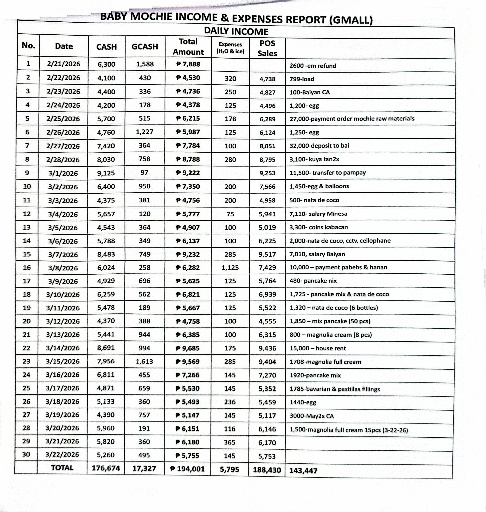 BABY MOCHIE INCOME & EXPENSES REPORT (GMALL)
DAILY INCOME
No. Date CASH GCASH Total Amount Expenses (H₂O & ice) POS Sales
1 2/21/2026 6,300 1,588 ₱ 7,888 2600 -em refund
2 2/22/2026 4,100 430 ₱ 4,530 320 4,738 799-load
3 2/23/2026 4,400 336 ₱ 4,736 250 4,827 100-Balyan CA
4 2/24/2026 4,200 178 ₱ 4,378 125 4,496 1,200- egg
5 2/25/2026 5,700 515 ₱ 6,215 178 6,289 27,000-payment order mochie raw materials
6 2/26/2026 4,760 1,227 ₱ 5,987 125 6,124 1,250- egg
7 2/27/2026 7,420 364 ₱ 7,784 100 8,051 32,000-deposit to bal
8 2/28/2026 8,030 758 ₱ 8,788 280 8,795 3,100- kuya tan2x
9 3/1/2026 9,125 97 ₱ 9,222 9,253 11,500- transfer to pampay
10 3/2/2026 6,400 950 ₱ 7,350 200 7,566 1,450-egg & balloons
11 3/3/2026 4,375 381 ₱ 4,756 200 4,958 500- nata de coco
12 3/4/2026 5,657 120 ₱ 5,777 75 5,941 7,110- salary Minesa
13 3/5/2026 4,543 364 ₱ 4,907 100 5,019 3,300- coins kabacan
14 3/6/2026 5,788 349 ₱ 6,137 100 6,225 2,000-nata de coco, cctv, cellophane
15 3/7/2026 8,483 749 ₱ 9,232 285 9,517 7,010, salary Balyan
16 3/8/2026 6,024 258 ₱ 6,282 1,125 7,429 10,000 – payment pabebs & hanan
17 3/9/2026 4,929 696 ₱ 5,625 125 5,764 480- pancake mix
18 3/10/2026 6,259 562 ₱ 6,821 125 6,939 1,725 - pancake mix & nata de coco
19 3/11/2026 5,478 189 ₱ 5,667 125 5,522 1,320 – nata de coco (6 bottles)
20 3/12/2026 4,370 388 ₱ 4,758 100 4,555 1,850 – mix pancake (50 pcs)
21 3/13/2026 5,441 944 ₱ 6,385 100 6,315 800 – magnolia cream (8 pcs)
22 3/14/2026 8,691 994 ₱ 9,685 175 9,436 15,000 – house rent
23 3/15/2026 7,956 1,613 ₱ 9,569 285 9,404 1708-magnolia full cream
24 3/16/2026 6,811 455 ₱ 7,266 145 7,270 1920-pancake mix
25 3/17/2026 4,871 659 ₱ 5,530 145 5,352 1785-bavarian & pastillas fillings
26 3/18/2026 5,133 360 ₱ 5,493 236 5,459 1440-egg
27 3/19/2026 4,390 757 ₱ 5,147 145 5,117 3000-May2x CA
28 3/20/2026 5,960 191 ₱ 6,151 116 6,146 1,500-magnolia full cream 15pcs (3-22-26)
29 3/21/2026 5,820 360 ₱ 6,180 365 6,170
30 3/22/2026 5,260 495 ₱ 5,755 145 5,753
TOTAL 176,674 17,327 ₱ 194,001 5,795 188,430 143,447